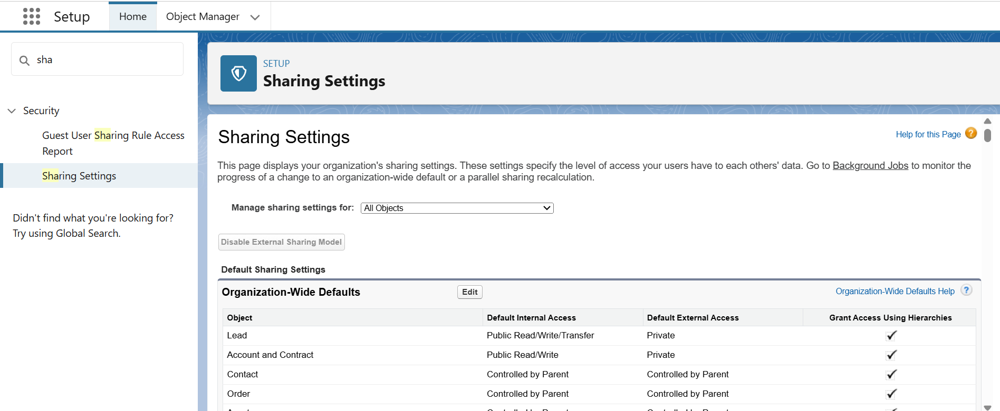 Setup
Home
Object Manager
sha
Security
Guest User Sharing Rule Access
Report
Sharing Settings
Didn't find what you're looking for?
Try using Global Search.
SETUP
Sharing Settings
Sharing Settings
Help for this Page ?
This page displays your organization's sharing settings. These settings specify the level of access your users have to each others' data. Go to Background Jobs to monitor the
progress of a change to an organization-wide default or a parallel sharing recalculation.
Manage sharing settings for: All Objects
Disable External Sharing Model
Default Sharing Settings
Organization-Wide Defaults Edit Organization-Wide Defaults Help ?
Object Default Internal Access Default External Access Grant Access Using Hierarchies
Lead Public Read/Write/Transfer Private
Account and Contract Public Read/Write Private
Contact Controlled by Parent Controlled by Parent
Order Controlled by Parent Controlled by Parent